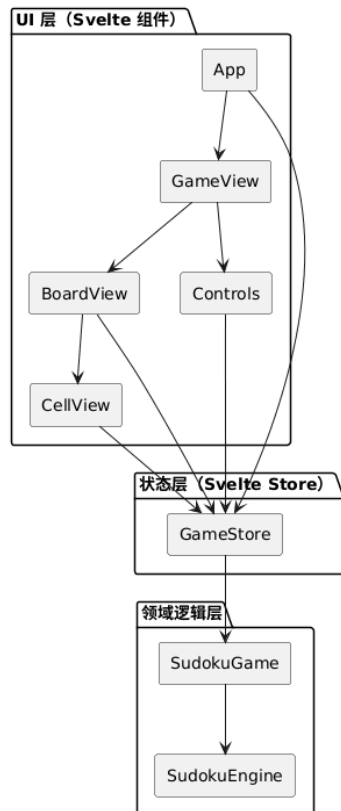 UI 层（Svelte 组件）
App
GameView
BoardView
Controls
CellView
状态层（Svelte Store）
GameStore
领域逻辑层
SudokuGame
SudokuEngine